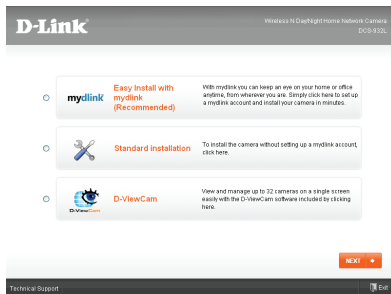 D-Link
Wireless N Day/Night Home Network Camera
DCS-932L
mydlink
Easy Install with
mydlink
(Recommended)
With mydlink you can keep an eye on your home or office
anytime, from wherever you are. Simply click here to set up
a mydlink account and install your camera in minutes.
Standard installation
To install the camera without setting up a mydlink account,
click here.
D-ViewCam
D-ViewCam
View and manage up to 32 cameras on a single screen
easily with the D-ViewCam software included by clicking
here.
NEXT
Technical Support
Exit